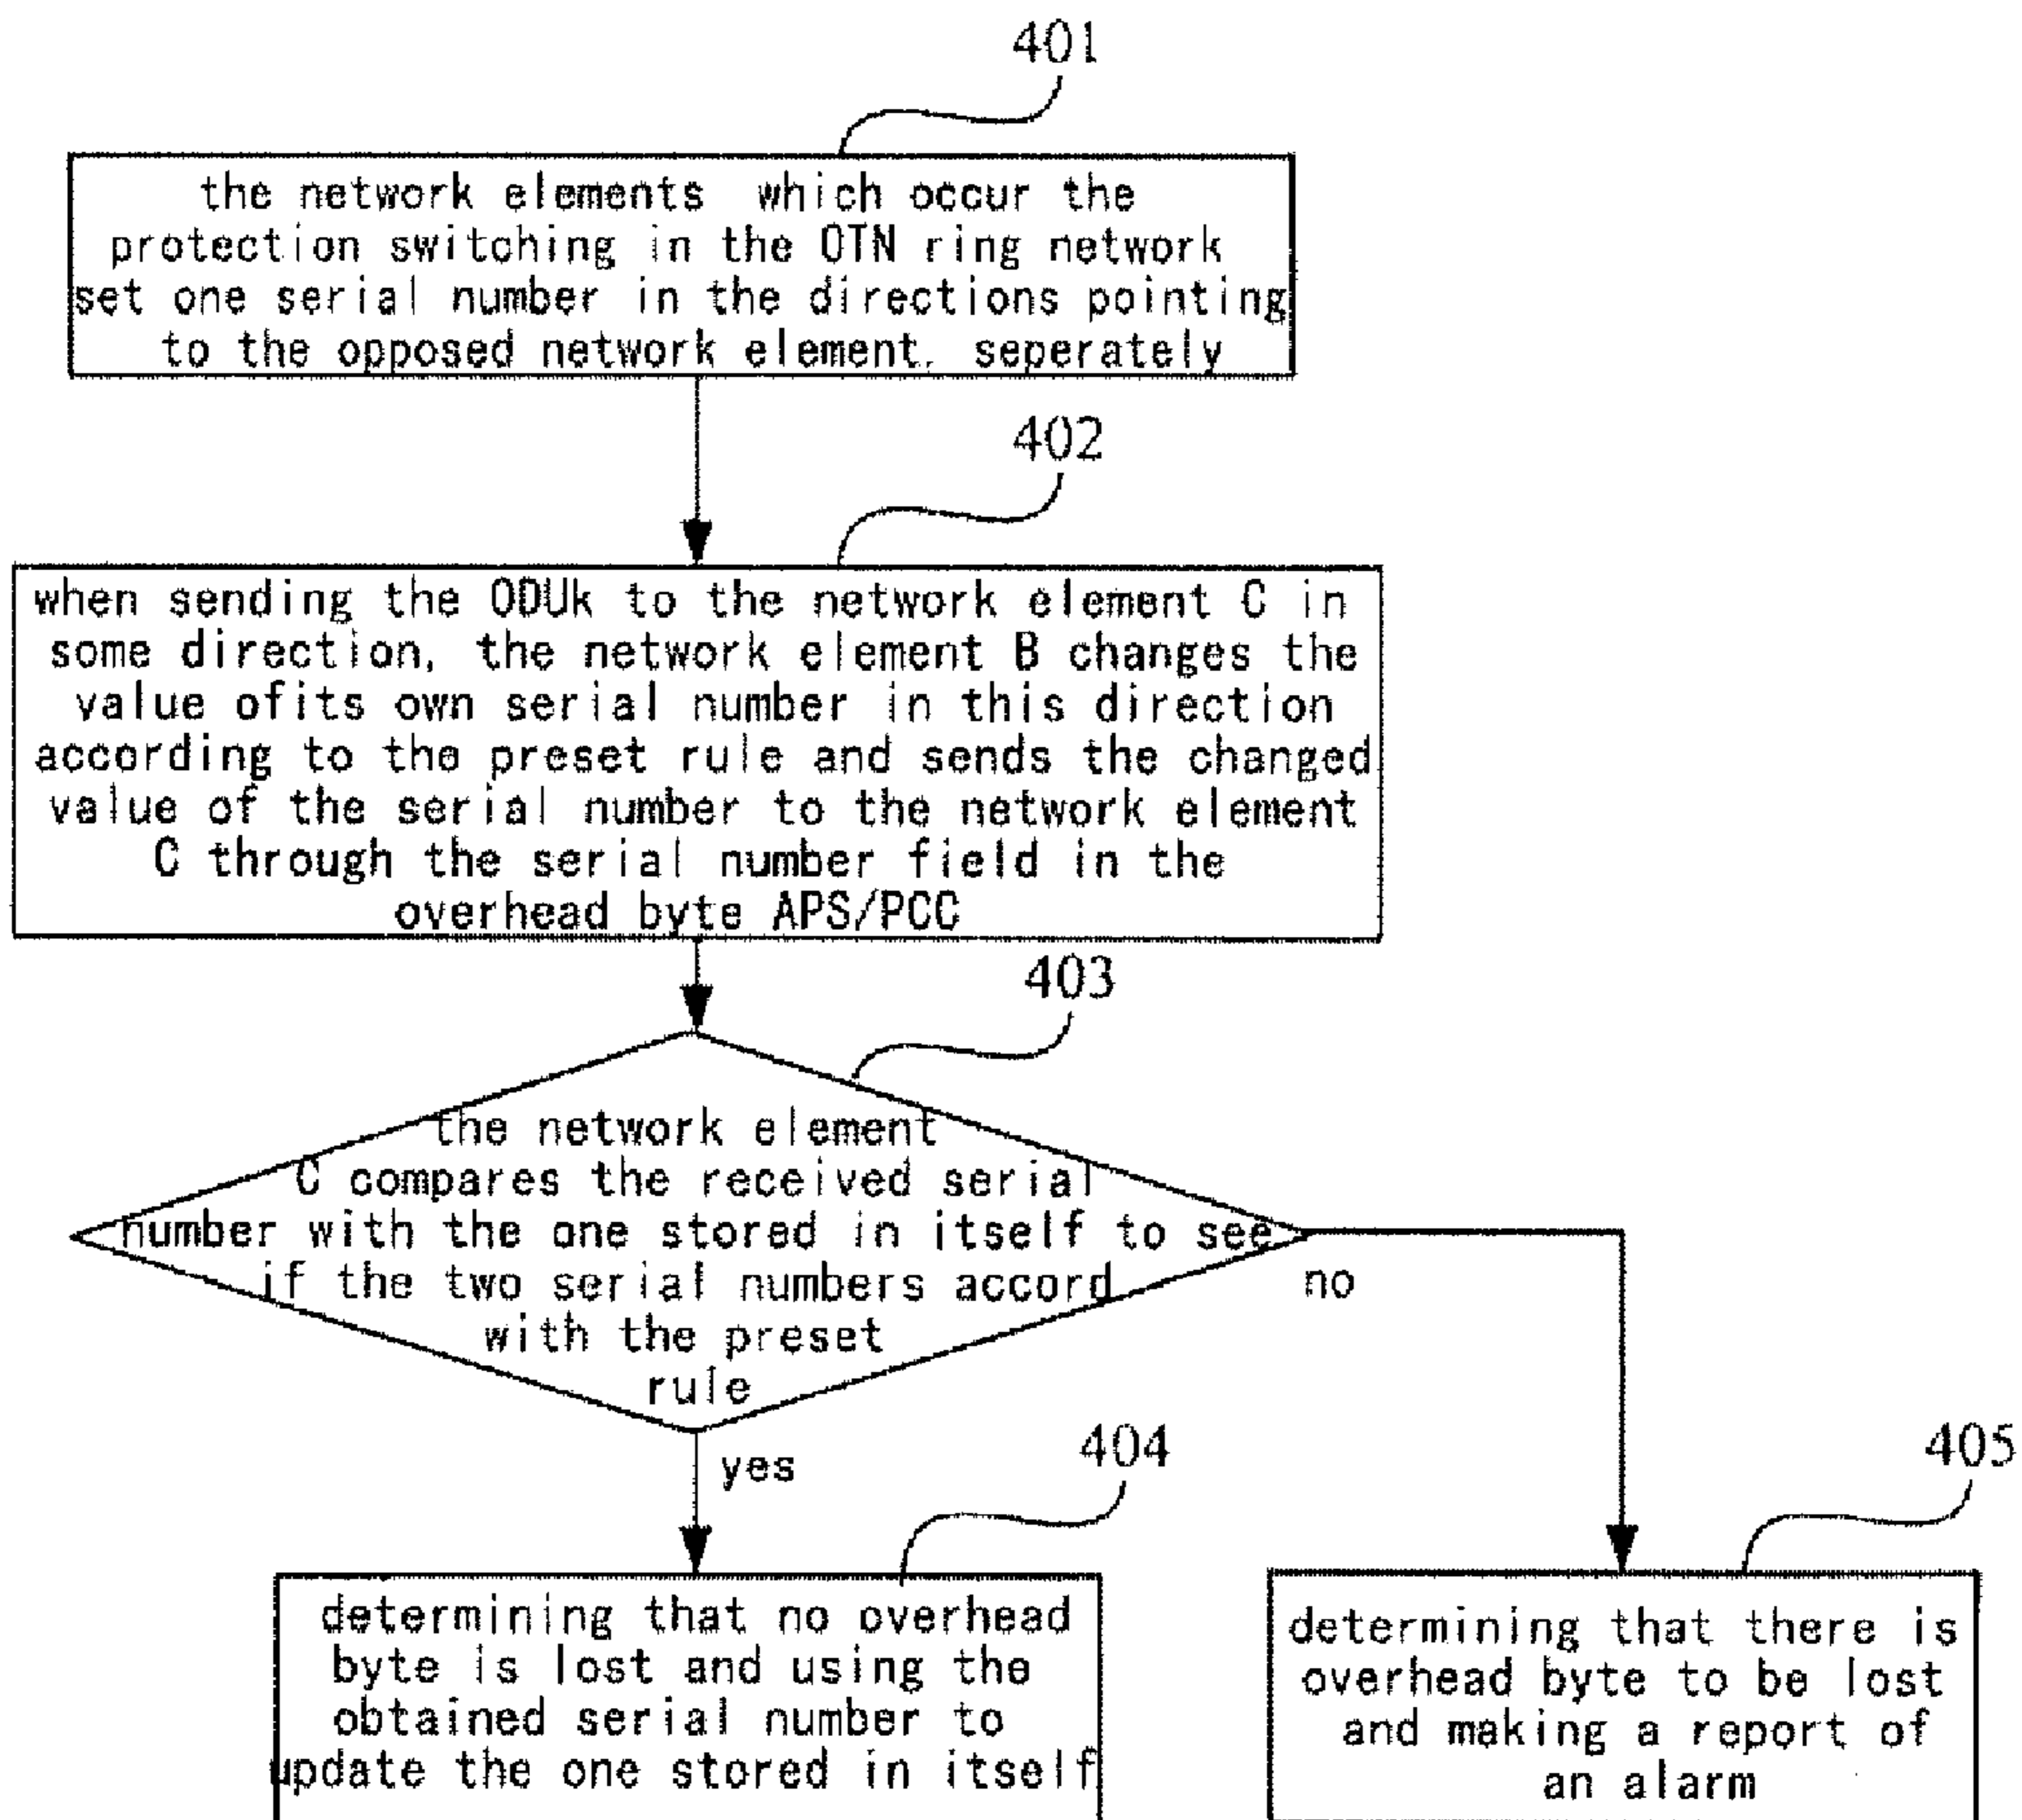 401
the network elements which occur the
protection switching in the OTN ring network
set one serial number in the directions pointing
to the opposed network element, seperately
402
when sending the ODUk to the network element C in
some direction, the network element B changes the
value ofits own serial number in this direction
according to the preset rule and sends the changed
value of the serial number to the network element
C through the serial number field in the
overhead byte APS/PCC
403
the network element
C compares the received serial
number with the one stored in itself to see
if the two serial numbers accord
with the preset
rule
no
yes
404
405
determining that no overhead
byte is lost and using the
obtained serial number to
update the one stored in itself
determining that there is
overhead byte to be lost
and making a report of
an alarm